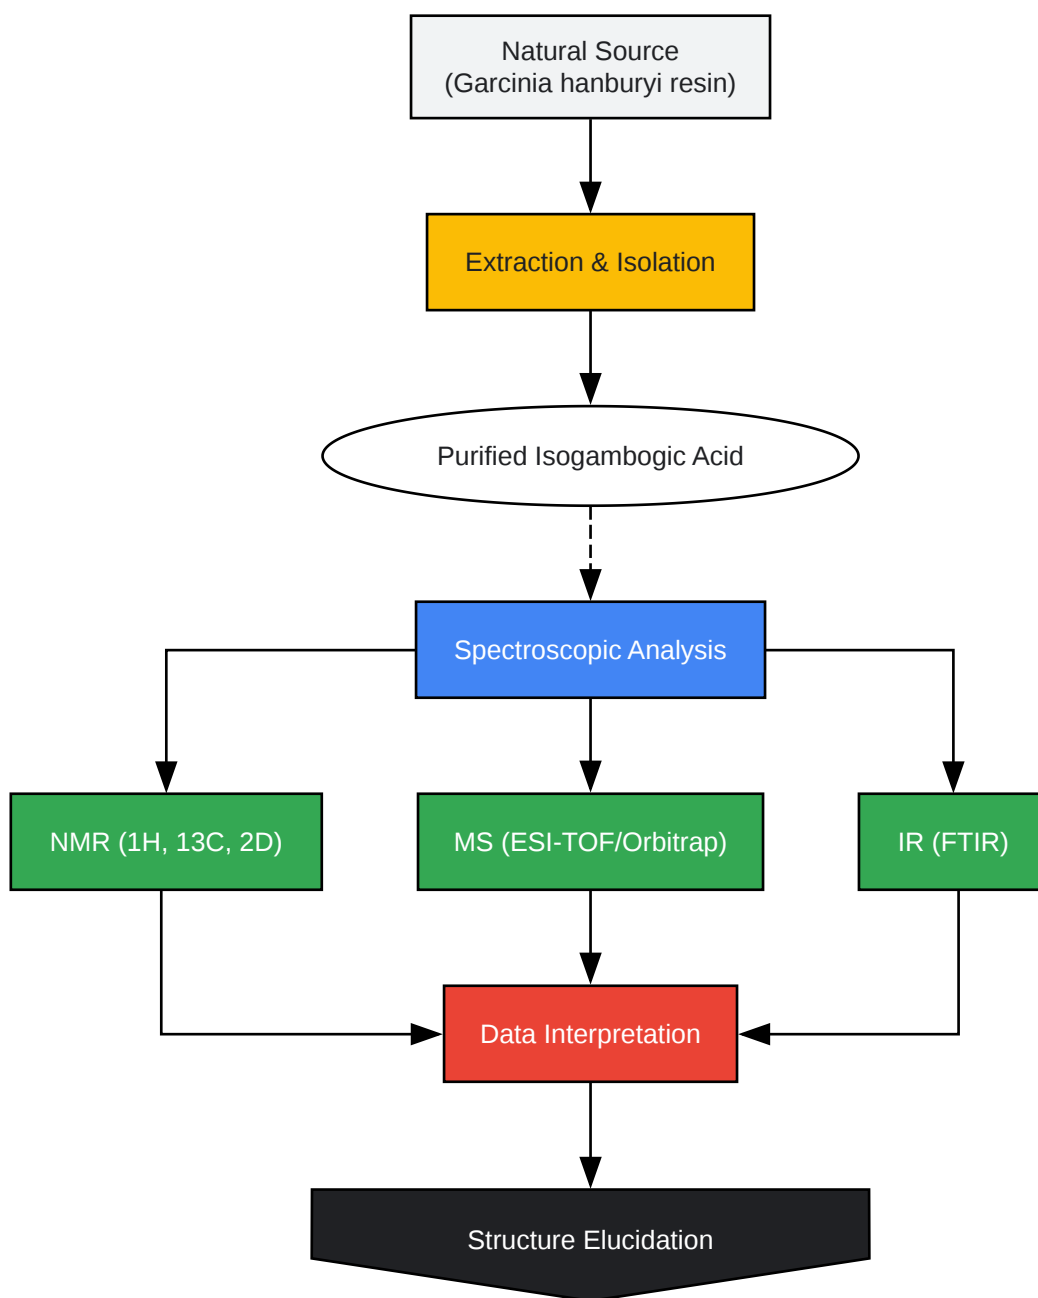 Natural Source
(Garcinia hanburyi resin)
Extraction & Isolation
Purified Isogambogic Acid
Spectroscopic Analysis
NMR (1H, 13C, 2D)
MS (ESI-TOF/Orbitrap)
IR (FTIR)
Data Interpretation
Structure Elucidation